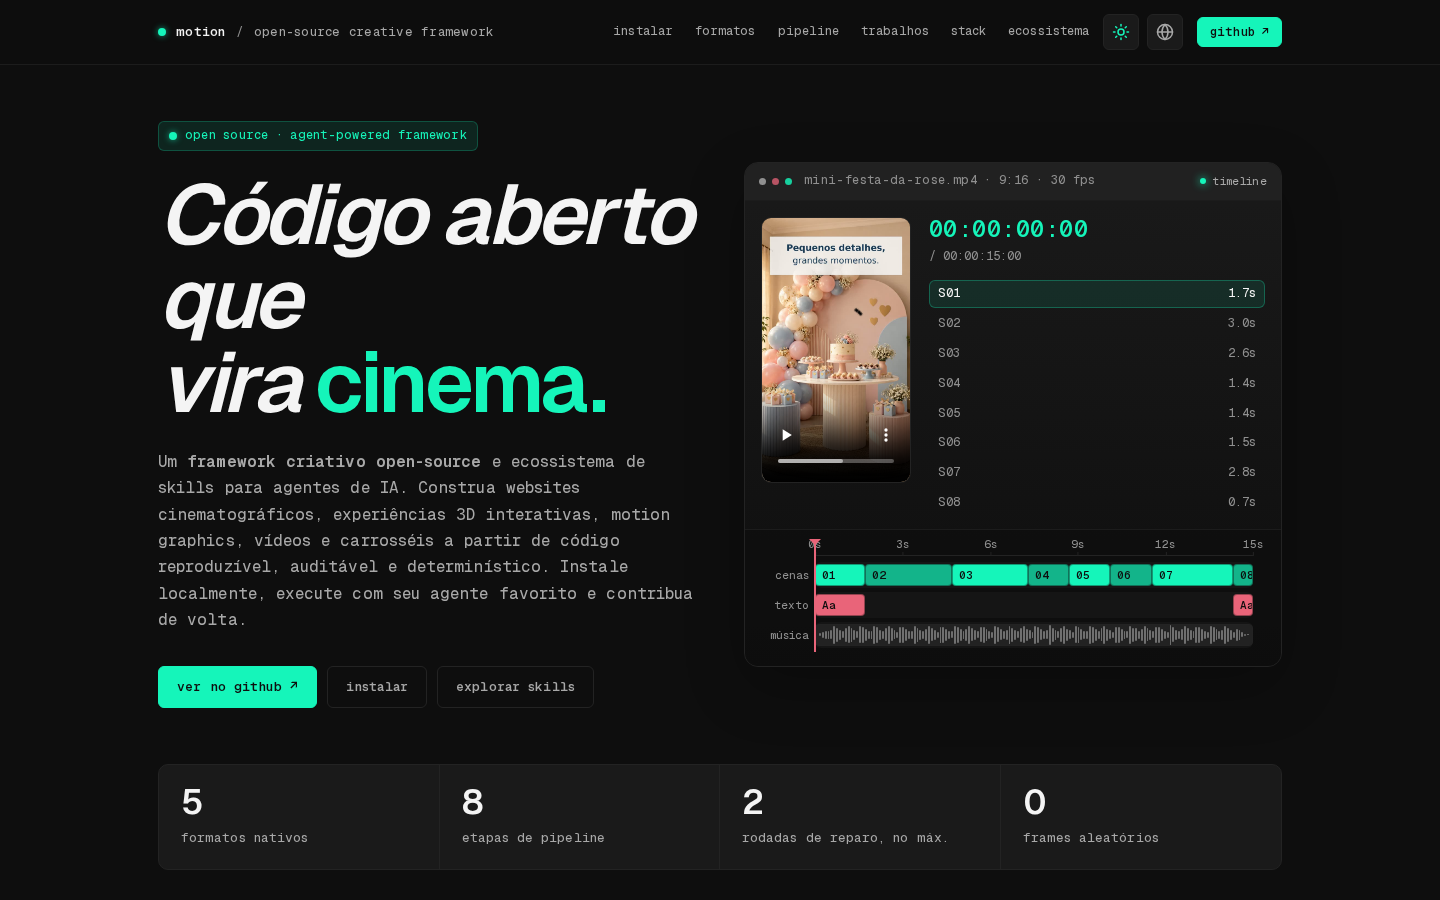 motion / open-source creative framework
instalar formatos pipeline trabalhos stack ecossistema github ↗
open source · agent-powered framework
Código aberto
que
vira cinema.
Um framework criativo open-source e ecossistema de
skills para agentes de IA. Construa websites
cinematográficos, experiências 3D interativas, motion
graphics, vídeos e carrosséis a partir de código
reproduzível, auditável e determinístico. Instale
localmente, execute com seu agente favorito e contribua
de volta.
ver no github ↗ instalar explorar skills
mini-festa-da-rose.mp4 · 9:16 · 30 fps timeline
Pequenos detalhes,
grandes momentos.
00:00:00:00
/ 00:00:15:00
S01 1.7s
S02 3.0s
S03 2.6s
S04 1.4s
S05 1.4s
S06 1.5s
S07 2.8s
S08 0.7s
0s 3s 6s 9s 12s 15s
cenas 01 02 03 04 05 06 07 08
texto Aa Aa
música
5
formatos nativos
8
etapas de pipeline
2
rodadas de reparo, no máx.
0
frames aleatórios